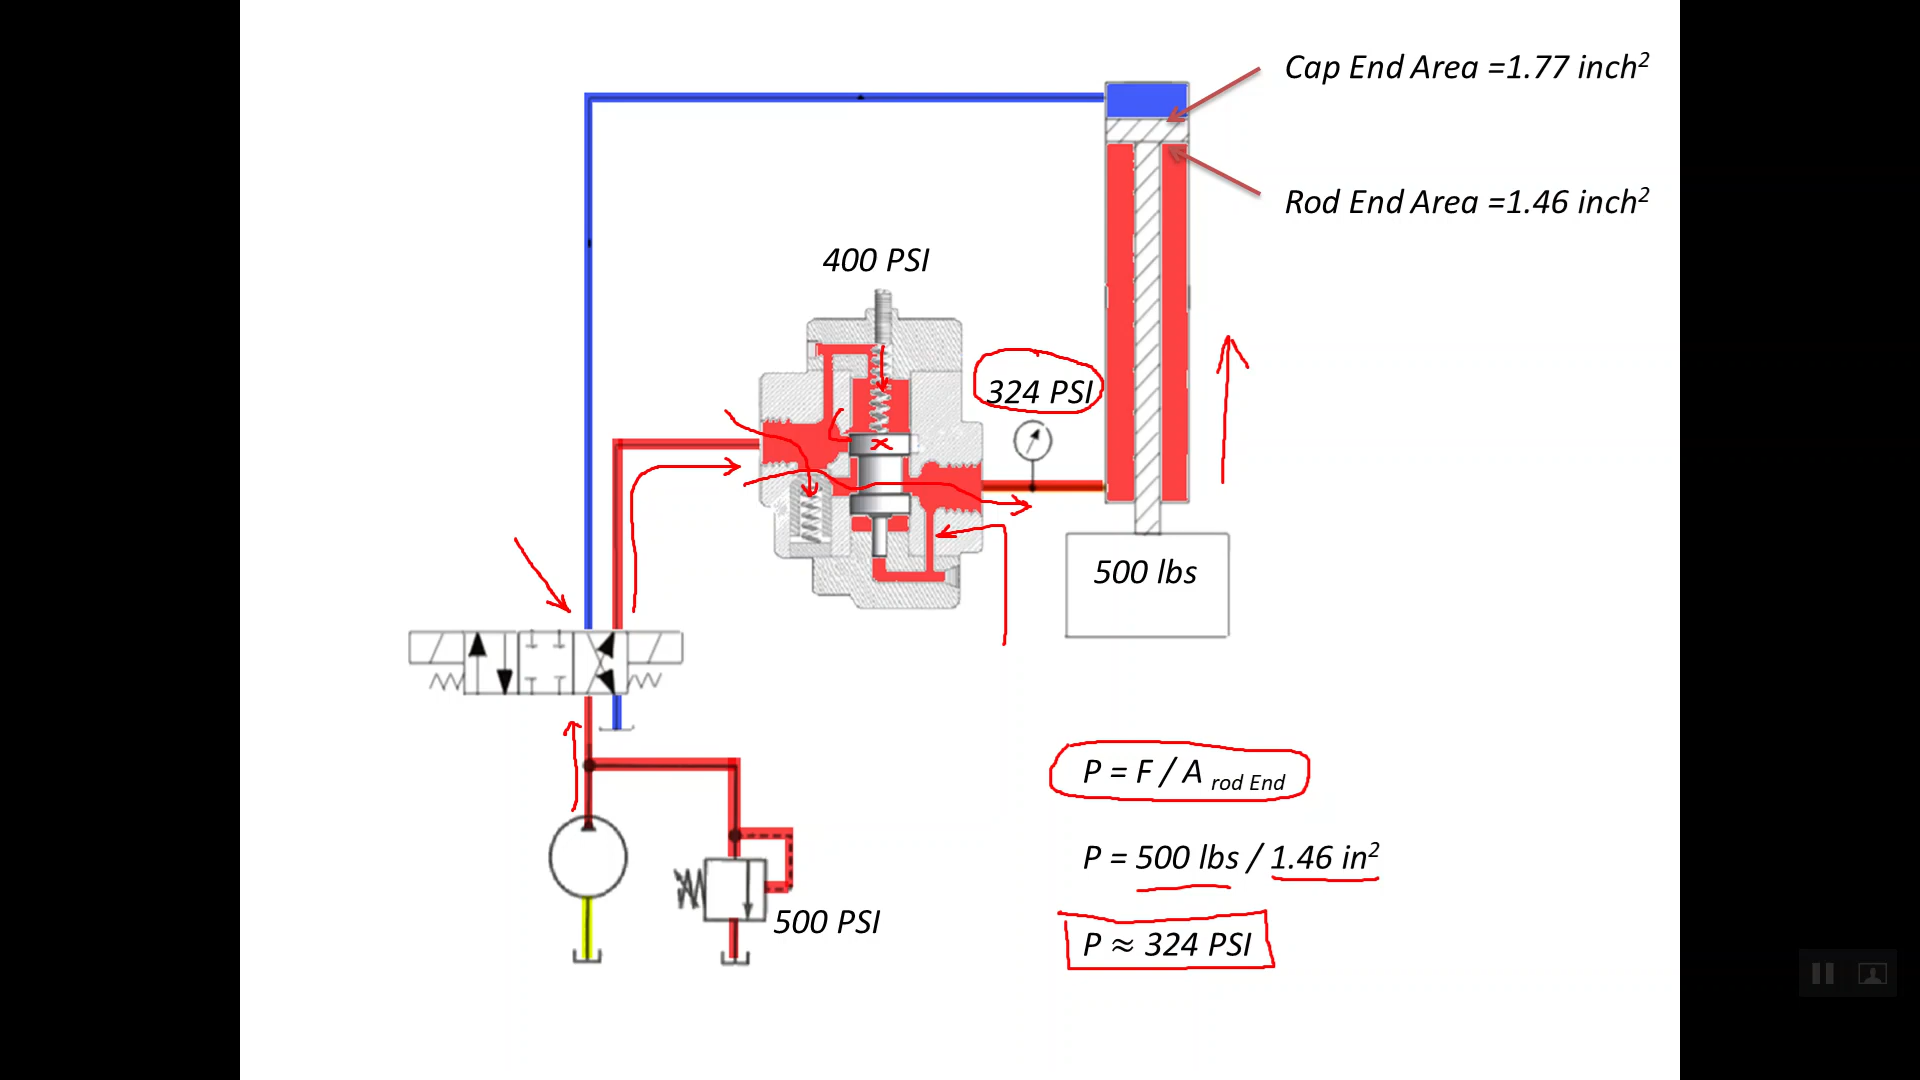 Cap End Area =1.77 inch²
Rod End Area =1.46 inch²
400 PSI
324 PSI
500 lbs
P = F / A rod End
P = 500 lbs / 1.46 in²
500 PSI
P ≈ 324 PSI